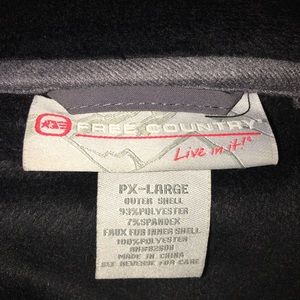 FREE COUNTRY
Live in it!
PX-LARGE
OUTER SHELL
93%POLYESTER
7%SPANDEX
FAUX FUR INNER SHELL
100%POLYESTER
MADE IN CHINA
SEE REVERSE FOR CARE